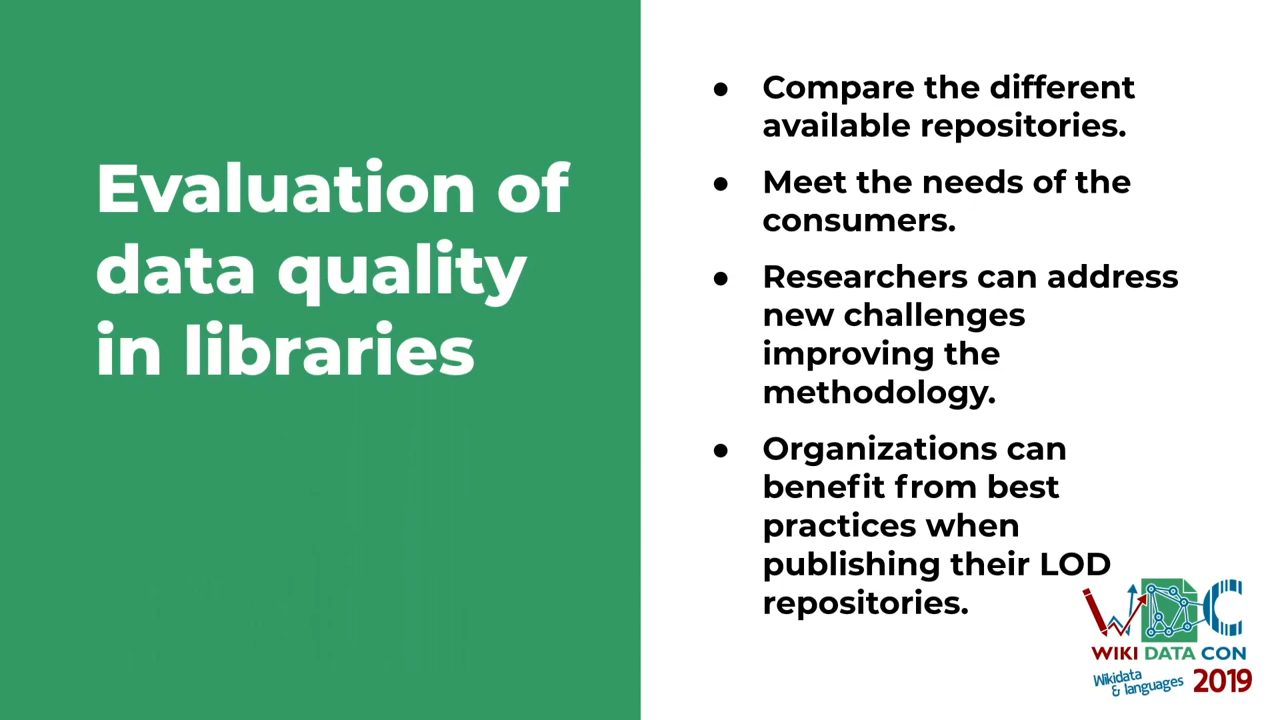 Evaluation of
data quality
in libraries
● Compare the different
available repositories.
● Meet the needs of the
consumers.
● Researchers can address
new challenges
improving the
methodology.
● Organizations can
benefit from best
practices when
publishing their LOD
repositories.
WDC
WIKI DATA CON
Wikidata
& languages 2019